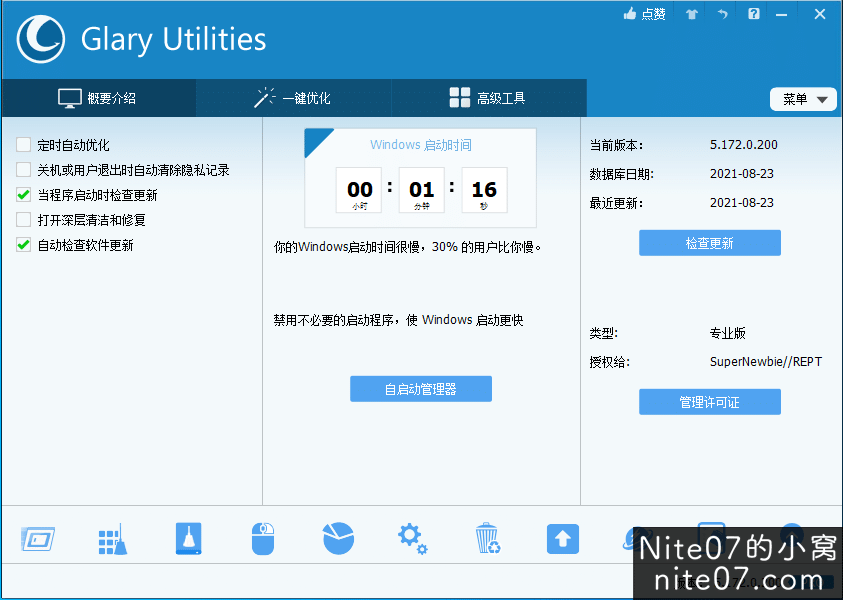 点赞
Glary Utilities
概要介绍
一键优化
高级工具
菜单
定时自动优化
关机或用户退出时自动清除隐私记录
当程序启动时检查更新
打开深层清洁和修复
自动检查软件更新
Windows 启动时间
00 : 01 : 16
小时 分钟 秒
你的Windows启动时间很慢，30% 的用户比你慢。
禁用不必要的启动程序，使 Windows 启动更快
自启动管理器
当前版本： 5.172.0.200
数据库日期: 2021-08-23
最近更新： 2021-08-23
检查更新
类型: 专业版
授权给: SuperNewbie//REPT
管理许可证
Nite07的小窝
nite07.com